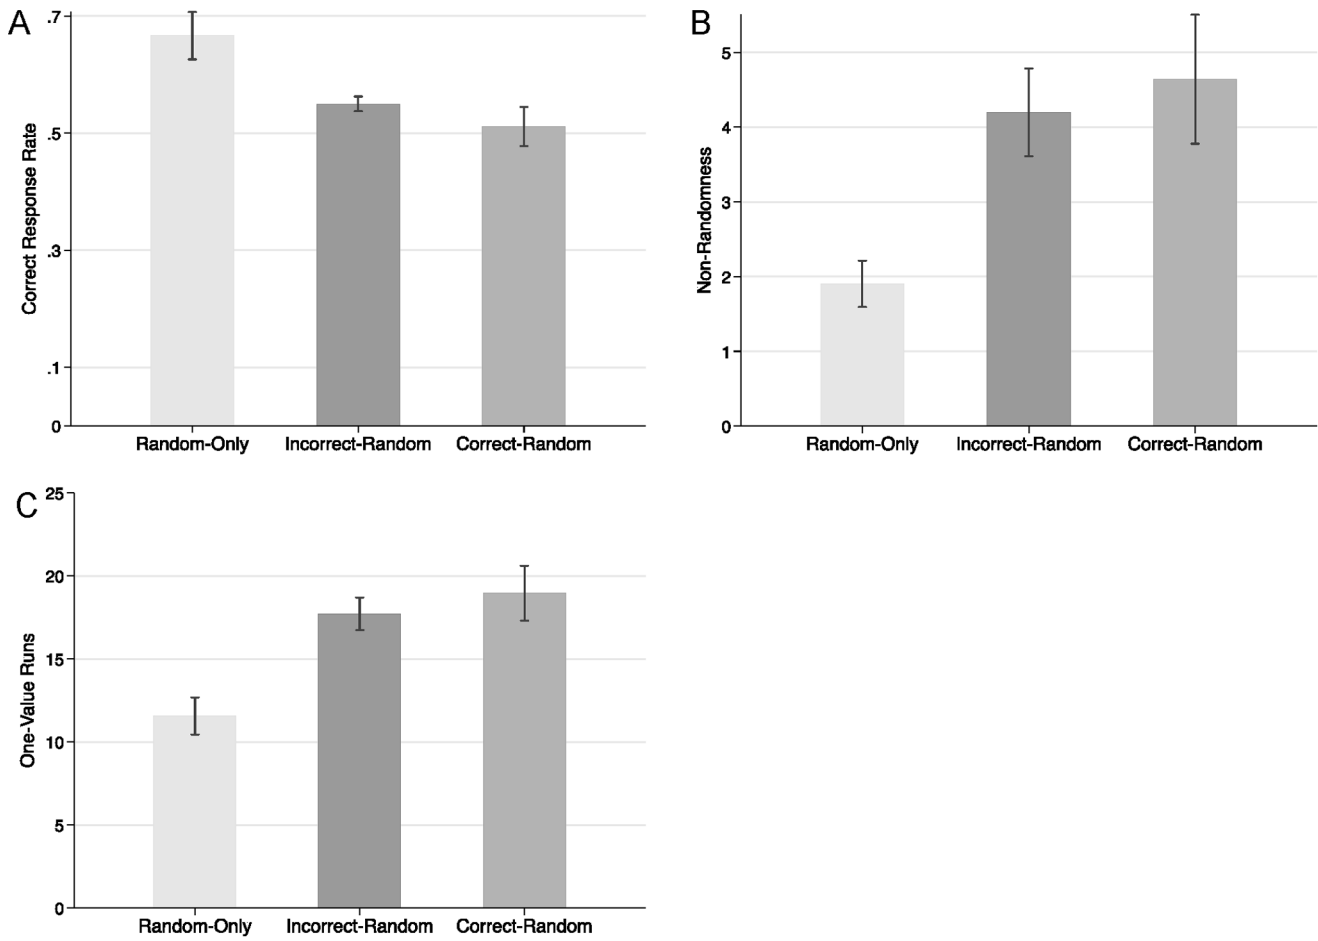 A
.7
.5
.3
.1
0
Correct Response Rate
Random-Only Incorrect-Random Correct-Random
B
5
4
3
2
1
0
Non-Randomness
Random-Only Incorrect-Random Correct-Random
C
25
20
15
10
5
0
One-Value Runs
Random-Only Incorrect-Random Correct-Random